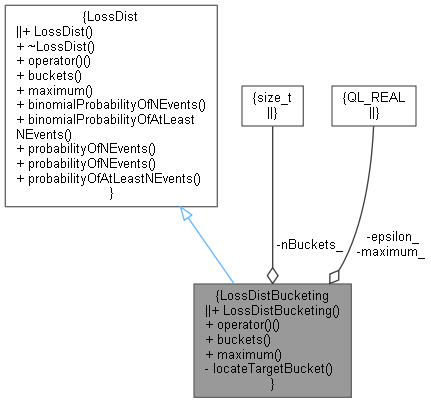 {LossDist
||+ LossDist()
+ ~LossDist()
+ operator()()
+ buckets()
+ maximum()
+ binomialProbabilityOfNEvents()
+ binomialProbabilityOfAtLeast
NEvents()
+ probabilityOfNEvents()
+ probabilityOfNEvents()
+ probabilityOfAtLeastNEvents()
}
{size_t
||}
{QL_REAL
||}
-nBuckets_
-epsilon_
-maximum_
{LossDistBucketing
||+ LossDistBucketing()
+ operator()()
+ buckets()
+ maximum()
- locateTargetBucket()
}